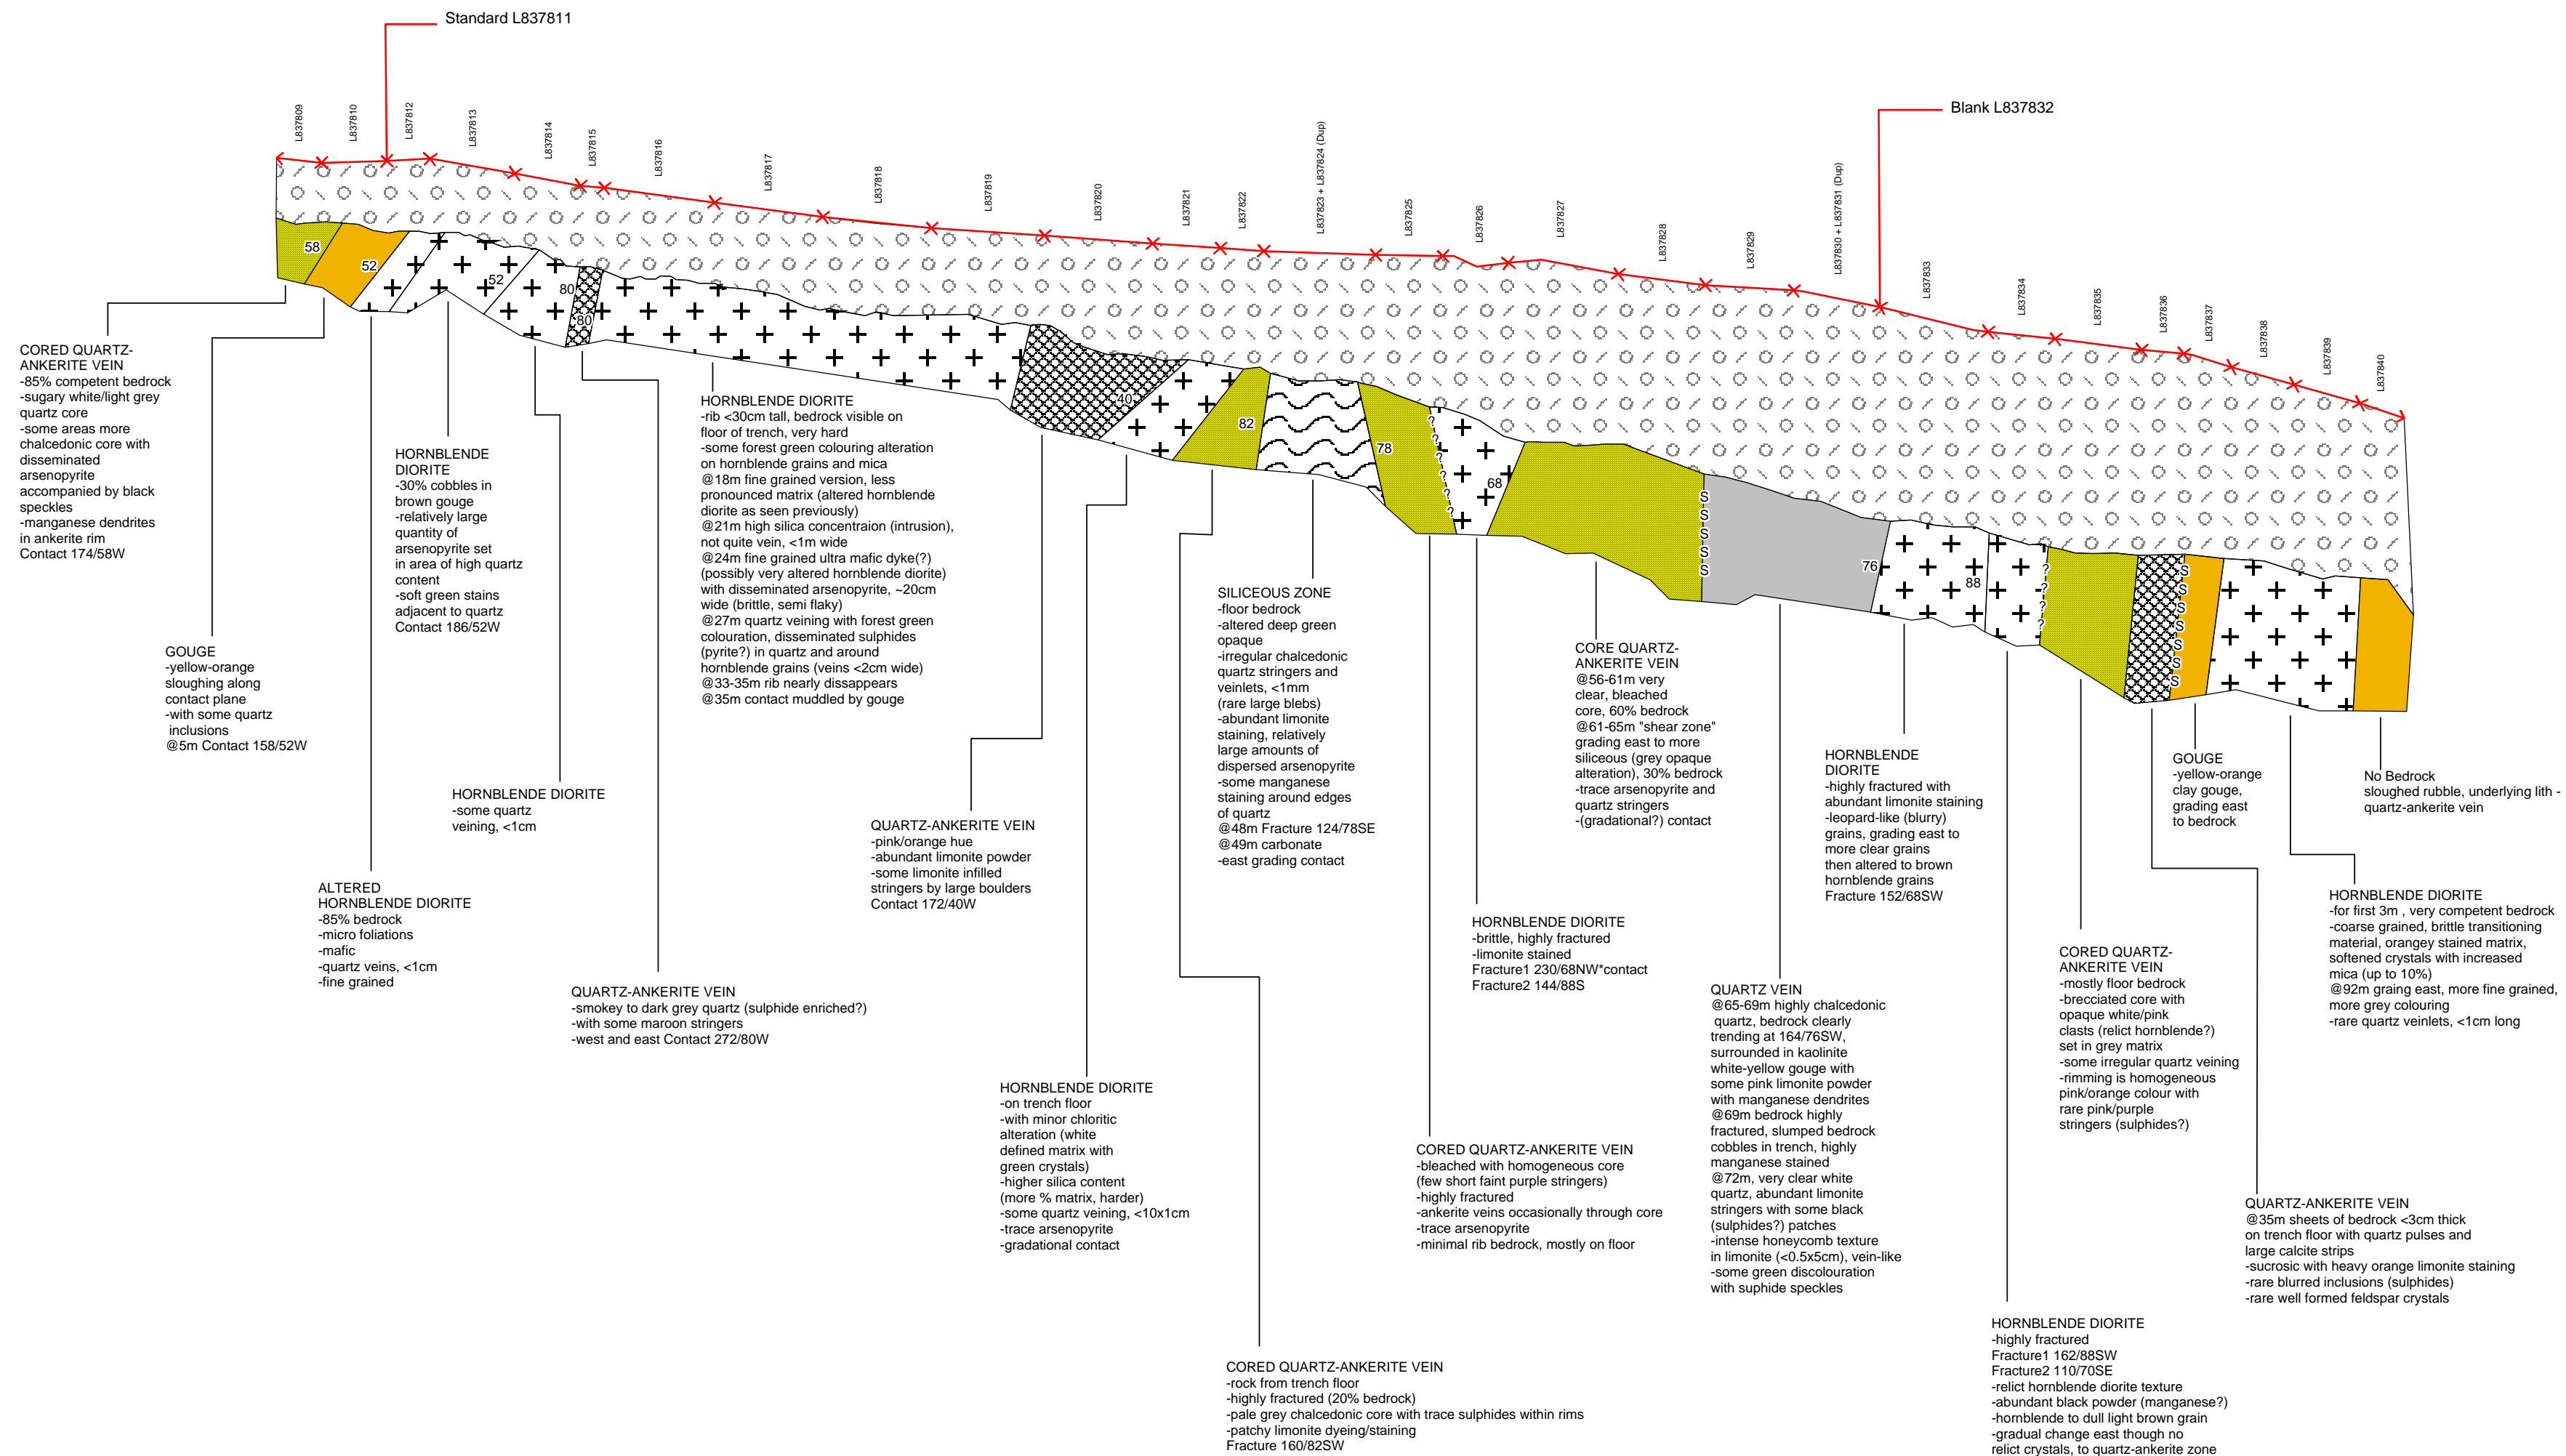 Standard L837811
Blank L837832
L837809
L837810
L837812
L837813
L837814
L837815
L837816
L837817
L837818
L837819
L837820
L837821
L837822
L837823 + L837824 (Dup)
L837825
L837826
L837827
L837828
L837829
L837830 + L837831 (Dup)
L837833
L837834
L837835
L837836
L837837
L837838
L837839
L837840
58
52
52
80
80
40
82
78
? ? ? ? ? ?
68
S S S S S
76
88
? ? ? ?
S S S S S S S
CORED QUARTZ-
ANKERITE VEIN
-85% competent bedrock
-sugary white/light grey
quartz core
-some areas more
chalcedonic core with
disseminated
arsenopyrite
accompanied by black
speckles
-manganese dendrites
in ankerite rim
Contact 174/58W
GOUGE
-yellow-orange
sloughing along
contact plane
-with some quartz
inclusions
@5m Contact 158/52W
ALTERED
HORNBLENDE DIORITE
-85% bedrock
-micro foliations
-mafic
-quartz veins, <1cm
-fine grained
HORNBLENDE
DIORITE
-30% cobbles in
brown gouge
-relatively large
quantity of
arsenopyrite set
in area of high quartz
content
-soft green stains
adjacent to quartz
Contact 186/52W
HORNBLENDE DIORITE
-some quartz
veining, <1cm
QUARTZ-ANKERITE VEIN
-smokey to dark grey quartz (sulphide enriched?)
-with some maroon stringers
-west and east Contact 272/80W
HORNBLENDE DIORITE
-rib <30cm tall, bedrock visible on
floor of trench, very hard
-some forest green colouring alteration
on hornblende grains and mica
@18m fine grained version, less
pronounced matrix (altered hornblende
diorite as seen previously)
@21m high silica concentraion (intrusion),
not quite vein, <1m wide
@24m fine grained ultra mafic dyke(?)
(possibly very altered hornblende diorite)
with disseminated arsenopyrite, ~20cm
wide (brittle, semi flaky)
@27m quartz veining with forest green
colouration, disseminated sulphides
(pyrite?) in quartz and around
hornblende grains (veins <2cm wide)
@33-35m rib nearly dissappears
@35m contact muddled by gouge
QUARTZ-ANKERITE VEIN
-pink/orange hue
-abundant limonite powder
-some limonite infilled
stringers by large boulders
Contact 172/40W
HORNBLENDE DIORITE
-on trench floor
-with minor chloritic
alteration (white
defined matrix with
green crystals)
-higher silica content
(more % matrix, harder)
-some quartz veining, <10x1cm
-trace arsenopyrite
-gradational contact
CORED QUARTZ-ANKERITE VEIN
-rock from trench floor
-highly fractured (20% bedrock)
-pale grey chalcedonic core with trace sulphides within rims
-patchy limonite dyeing/staining
Fracture 160/82SW
SILICEOUS ZONE
-floor bedrock
-altered deep green
opaque
-irregular chalcedonic
quartz stringers and
veinlets, <1mm
(rare large blebs)
-abundant limonite
staining, relatively
large amounts of
dispersed arsenopyrite
-some manganese
staining around edges
of quartz
@48m Fracture 124/78SE
@49m carbonate
-east grading contact
CORED QUARTZ-ANKERITE VEIN
-bleached with homogeneous core
(few short faint purple stringers)
-highly fractured
-ankerite veins occasionally through core
-trace arsenopyrite
-minimal rib bedrock, mostly on floor
HORNBLENDE DIORITE
-brittle, highly fractured
-limonite stained
Fracture1 230/68NW*contact
Fracture2 144/88S
CORE QUARTZ-
ANKERITE VEIN
@56-61m very
clear, bleached
core, 60% bedrock
@61-65m "shear zone"
grading east to more
siliceous (grey opaque
alteration), 30% bedrock
-trace arsenopyrite and
quartz stringers
-(gradational?) contact
QUARTZ VEIN
@65-69m highly chalcedonic
quartz, bedrock clearly
trending at 164/76SW,
surrounded in kaolinite
white-yellow gouge with
some pink limonite powder
with manganese dendrites
@69m bedrock highly
fractured, slumped bedrock
cobbles in trench, highly
manganese stained
@72m, very clear white
quartz, abundant limonite
stringers with some black
(sulphides?) patches
-intense honeycomb texture
in limonite (<0.5x5cm), vein-like
-some green discolouration
with suphide speckles
HORNBLENDE
DIORITE
-highly fractured with
abundant limonite staining
-leopard-like (blurry)
grains, grading east to
more clear grains
then altered to brown
hornblende grains
Fracture 152/68SW
HORNBLENDE DIORITE
-highly fractured
Fracture1 162/88SW
Fracture2 110/70SE
-relict hornblende diorite texture
-abundant black powder (manganese?)
-hornblende to dull light brown grain
-gradual change east though no
relict crystals, to quartz-ankerite zone
CORED QUARTZ-
ANKERITE VEIN
-mostly floor bedrock
-brecciated core with
opaque white/pink
clasts (relict hornblende?)
set in grey matrix
-some irregular quartz veining
-rimming is homogeneous
pink/orange colour with
rare pink/purple
stringers (sulphides?)
QUARTZ-ANKERITE VEIN
@35m sheets of bedrock <3cm thick
on trench floor with quartz pulses and
large calcite strips
-sucrosic with heavy orange limonite staining
-rare blurred inclusions (sulphides)
-rare well formed feldspar crystals
GOUGE
-yellow-orange
clay gouge,
grading east
to bedrock
HORNBLENDE DIORITE
-for first 3m , very competent bedrock
-coarse grained, brittle transitioning
material, orangey stained matrix,
softened crystals with increased
mica (up to 10%)
@92m graing east, more fine grained,
more grey colouring
-rare quartz veinlets, <1cm long
No Bedrock
sloughed rubble, underlying lith -
quartz-ankerite vein